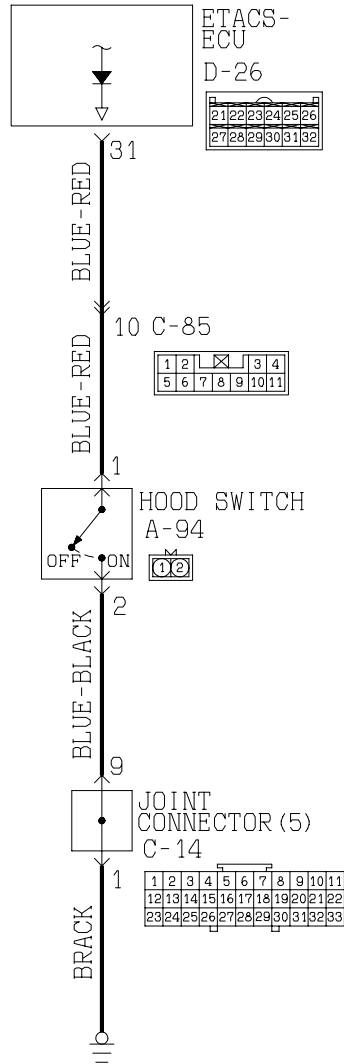 ETACS-
ECU
D-26
21 22 23 24 25 26
27 28 29 30 31 32
31
BLUE-RED
10 C-85
BLUE-RED
1 2 3 4
5 6 7 8 9 10 11
1
HOOD SWITCH
A-94
OFF ON
1 2
2
BLUE-BLACK
9
JOINT
CONNECTOR(5)
C-14
1
1 2 3 4 5 6 7 8 9 10 11
12 13 14 15 16 17 18 19 20 21 22
23 24 25 26 27 28 29 30 31 32 33
BRACK